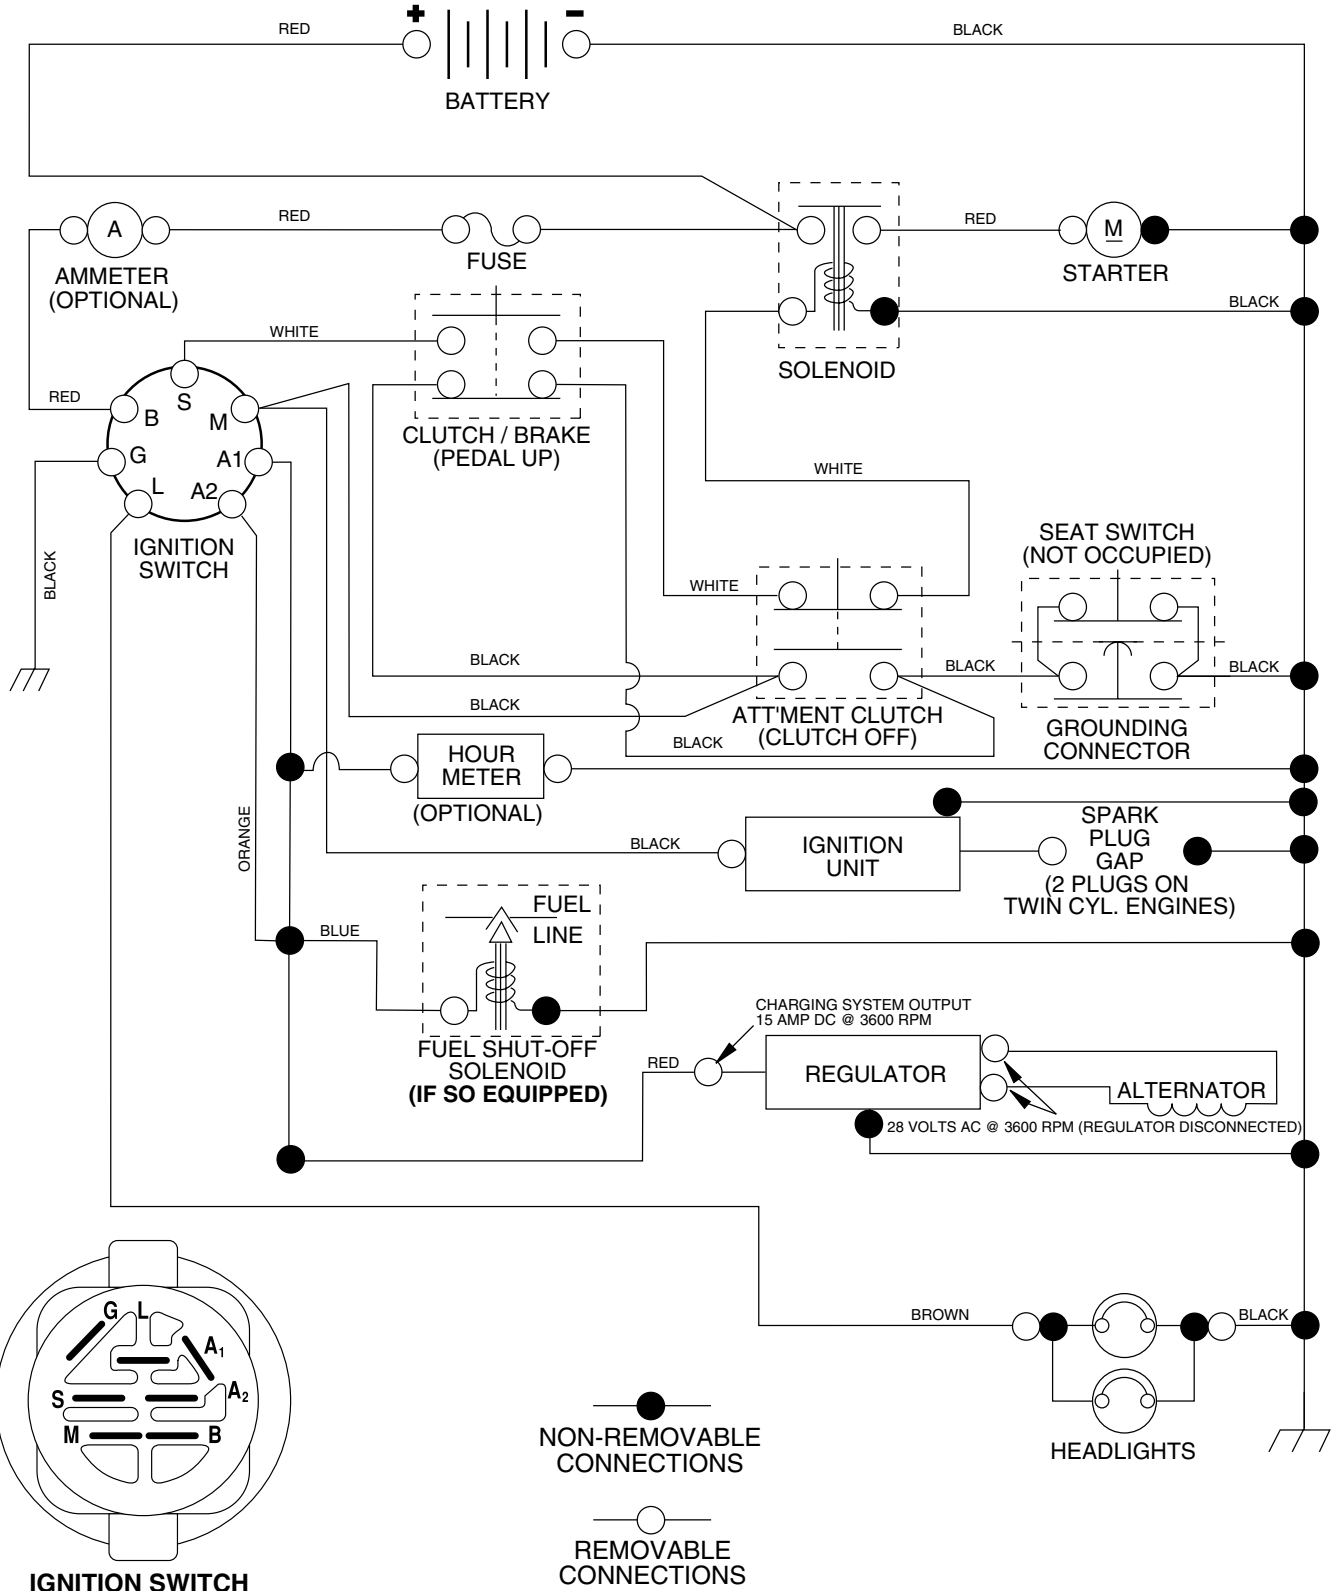 RED
+
-
BLACK
BATTERY
A
RED
AMMETER
(OPTIONAL)
FUSE
RED
M
STARTER
BLACK
SOLENOID
WHITE
RED
S
B
M
G
A1
L
A2
IGNITION
SWITCH
BLACK
CLUTCH / BRAKE
(PEDAL UP)
WHITE
WHITE
SEAT SWITCH
(NOT OCCUPIED)
BLACK
BLACK
BLACK
BLACK
BLACK
ATT'MENT CLUTCH
(CLUTCH OFF)
GROUNDING
CONNECTOR
HOUR
METER
(OPTIONAL)
ORANGE
BLACK
IGNITION
UNIT
SPARK
PLUG
GAP
(2 PLUGS ON
TWIN CYL. ENGINES)
BLUE
FUEL
LINE
FUEL SHUT-OFF
SOLENOID
(IF SO EQUIPPED)
CHARGING SYSTEM OUTPUT
15 AMP DC @ 3600 RPM
RED
REGULATOR
ALTERNATOR
28 VOLTS AC @ 3600 RPM (REGULATOR DISCONNECTED)
BROWN
BLACK
HEADLIGHTS
G
L
A1
A2
S
M
B
IGNITION SWITCH
NON-REMOVABLE
CONNECTIONS
REMOVABLE
CONNECTIONS